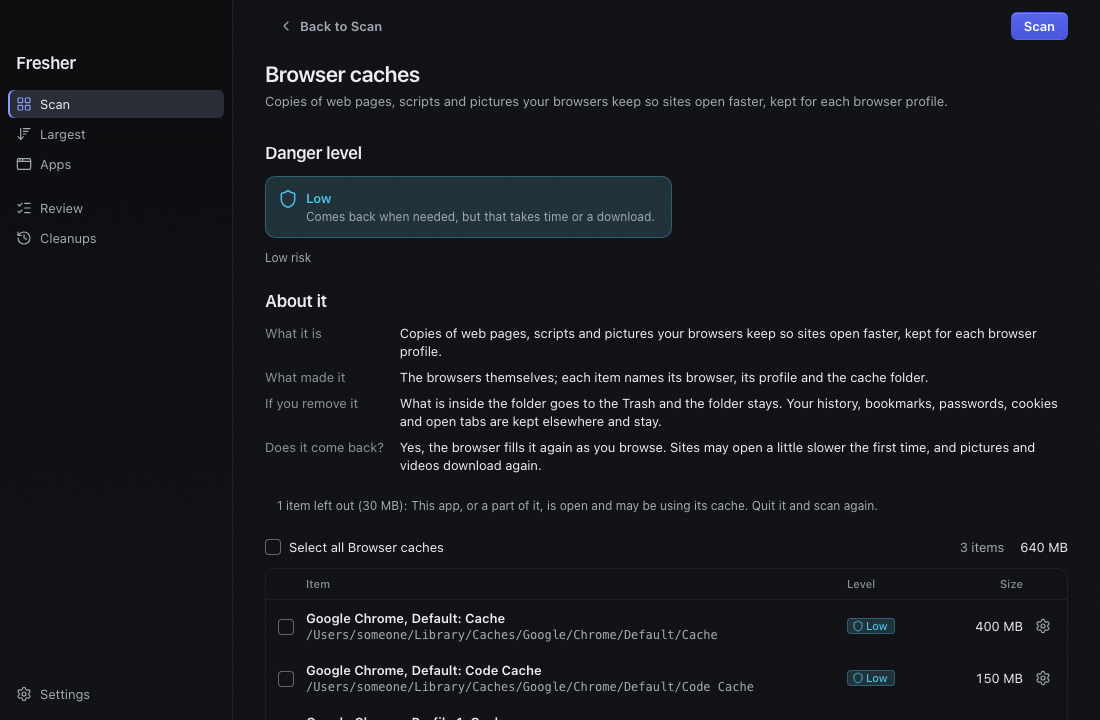 Back to Scan
Scan
Fresher
Scan
Largest
Apps
Review
Cleanups
Settings
Browser caches
Copies of web pages, scripts and pictures your browsers keep so sites open faster, kept for each browser profile.
Danger level
Low
Comes back when needed, but that takes time or a download.
Low risk
About it
What it is
Copies of web pages, scripts and pictures your browsers keep so sites open faster, kept for each browser
profile.
What made it
The browsers themselves; each item names its browser, its profile and the cache folder.
If you remove it
What is inside the folder goes to the Trash and the folder stays. Your history, bookmarks, passwords, cookies
and open tabs are kept elsewhere and stay.
Does it come back?
Yes, the browser fills it again as you browse. Sites may open a little slower the first time, and pictures and
videos download again.
1 item left out (30 MB): This app, or a part of it, is open and may be using its cache. Quit it and scan again.
Select all Browser caches
3 items 640 MB
Item Level Size
Google Chrome, Default: Cache
/Users/someone/Library/Caches/Google/Chrome/Default/Cache
Low
400 MB
Google Chrome, Default: Code Cache
/Users/someone/Library/Caches/Google/Chrome/Default/Code Cache
Low
150 MB